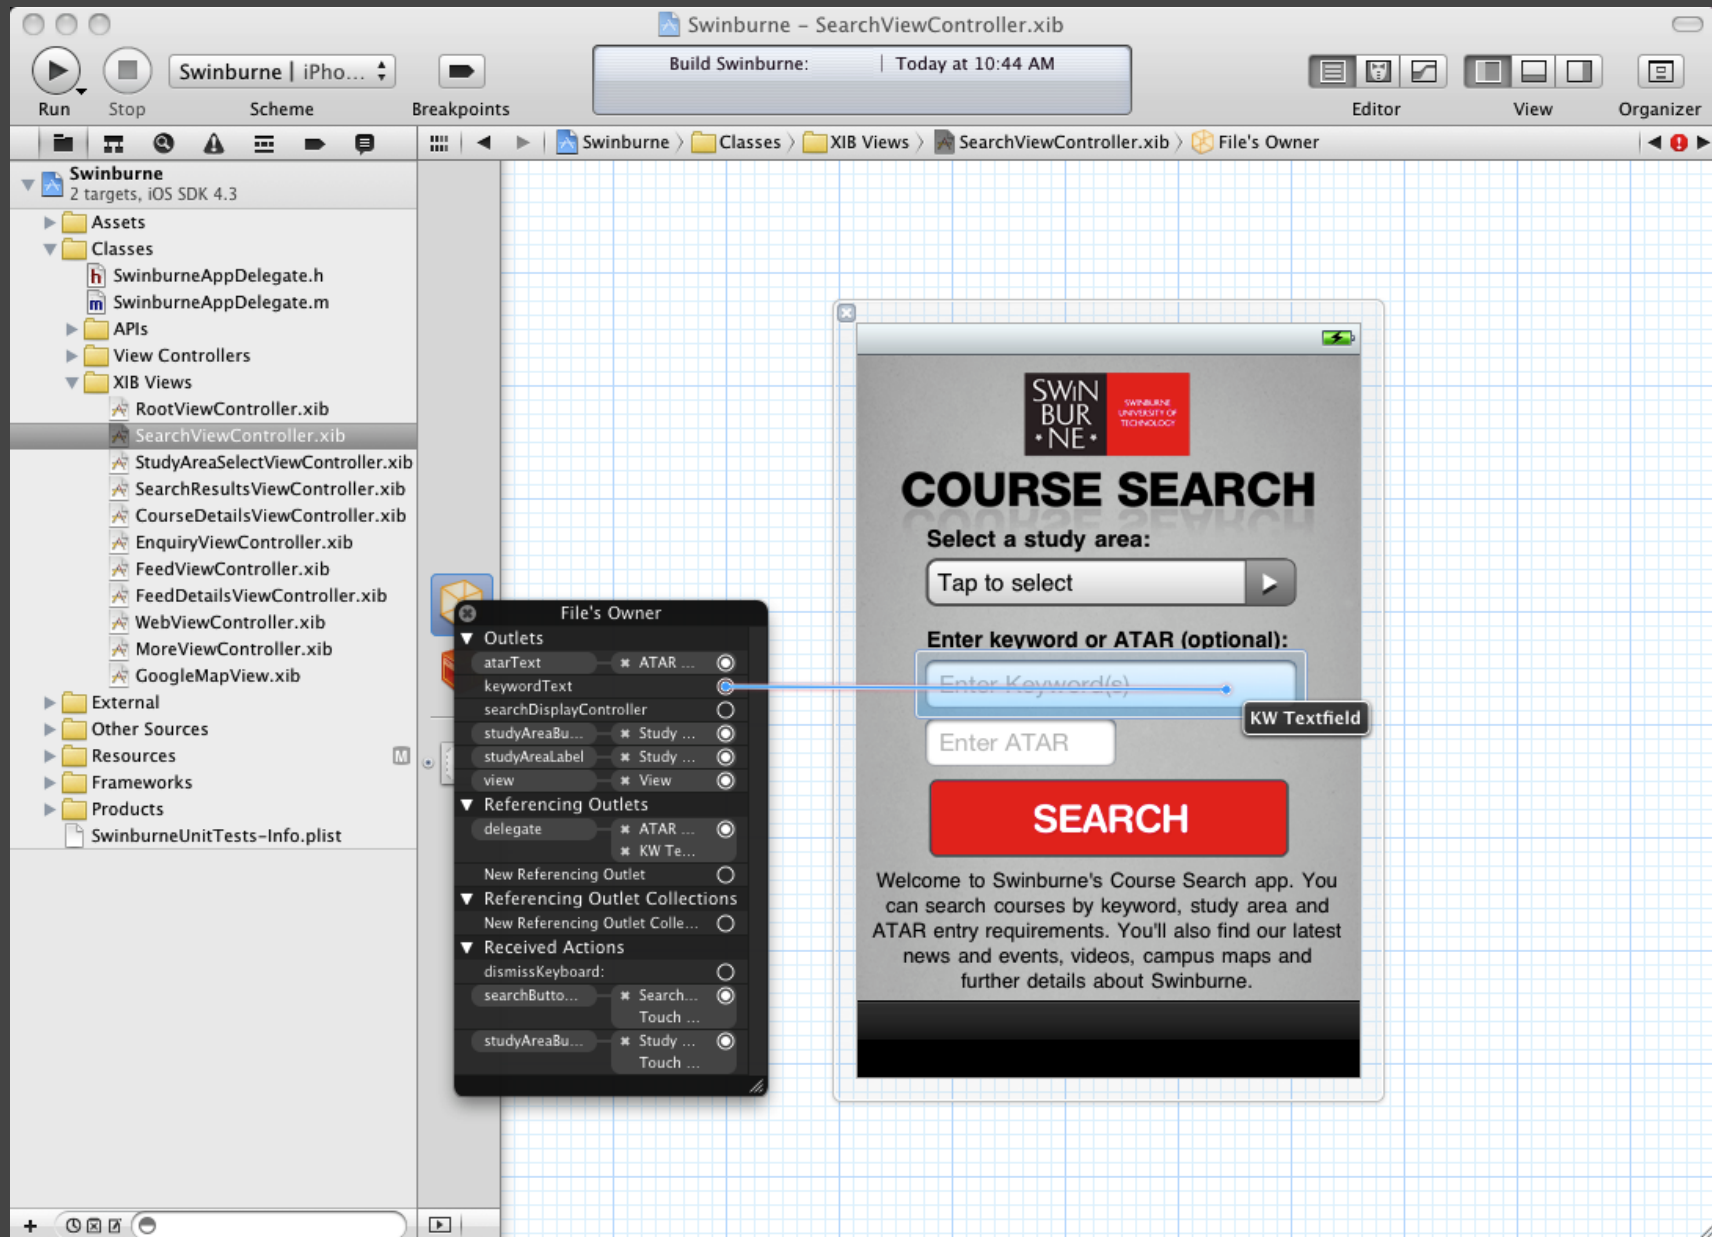 Swinburne – SearchViewController.xib
Swinburne | iPho...
Build Swinburne: | Today at 10:44 AM
Run Stop Scheme Breakpoints Editor View Organizer
Swinburne Classes XIB Views SearchViewController.xib File's Owner
Swinburne
2 targets, iOS SDK 4.3
Assets
Classes
h SwinburneAppDelegate.h
m SwinburneAppDelegate.m
APIs
View Controllers
XIB Views
RootViewController.xib
SearchViewController.xib
StudyAreaSelectViewController.xib
SearchResultsViewController.xib
CourseDetailsViewController.xib
EnquiryViewController.xib
FeedViewController.xib
FeedDetailsViewController.xib
WebViewController.xib
MoreViewController.xib
GoogleMapView.xib
External
Other Sources
Resources M
Frameworks
Products
SwinburneUnitTests-Info.plist
File's Owner
Outlets
atarText ATAR ...
keywordText
searchDisplayController
studyAreaBu... Study ...
studyAreaLabel Study ...
view View
Referencing Outlets
delegate ATAR ...
KW Te...
New Referencing Outlet
Referencing Outlet Collections
New Referencing Outlet Colle...
Received Actions
dismissKeyboard:
searchButto... Search...
Touch ...
studyAreaBu... Study ...
Touch ...
SWIN
BUR
* NE *
SWINBURNE
UNIVERSITY OF
TECHNOLOGY
COURSE SEARCH
Select a study area:
Tap to select
Enter keyword or ATAR (optional):
Enter Keyword(s)
KW Textfield
Enter ATAR
SEARCH
Welcome to Swinburne's Course Search app. You
can search courses by keyword, study area and
ATAR entry requirements. You'll also find our latest
news and events, videos, campus maps and
further details about Swinburne.